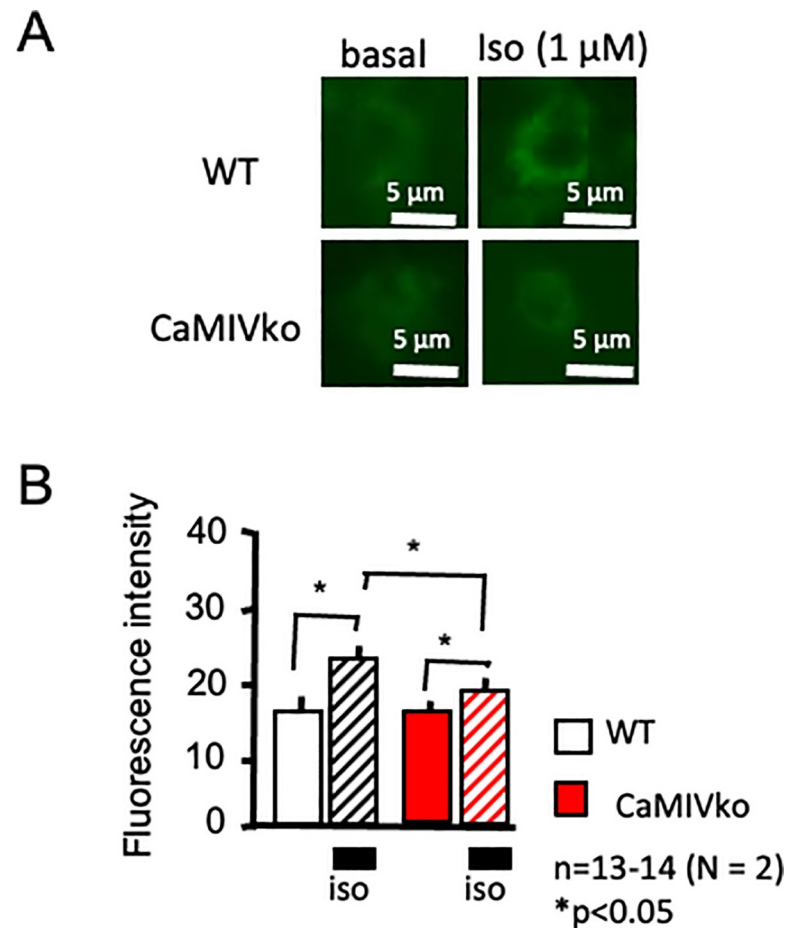 A
basal Iso (1 µM)
WT
5 µm 5 µm
CaMIVko
5 µm 5 µm
B
Fluorescence intensity
40
30
20
10
0
*
*
*
iso iso
WT
CaMIVko
n=13-14 (N = 2)
*p<0.05